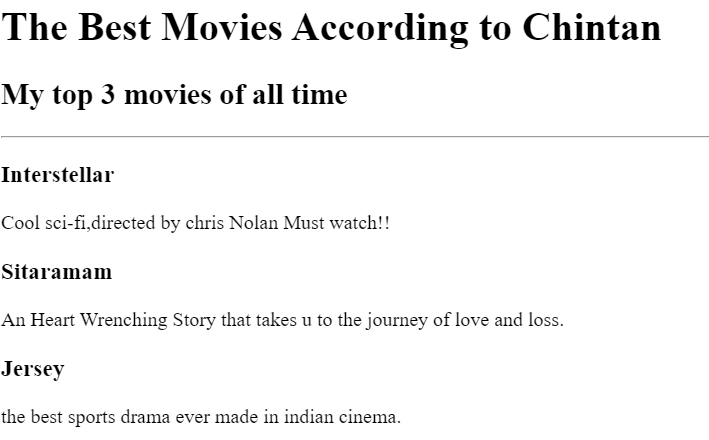 The Best Movies According to Chintan
My top 3 movies of all time
Interstellar
Cool sci-fi,directed by chris Nolan Must watch!!
Sitaramam
An Heart Wrenching Story that takes u to the journey of love and loss.
Jersey
the best sports drama ever made in indian cinema.